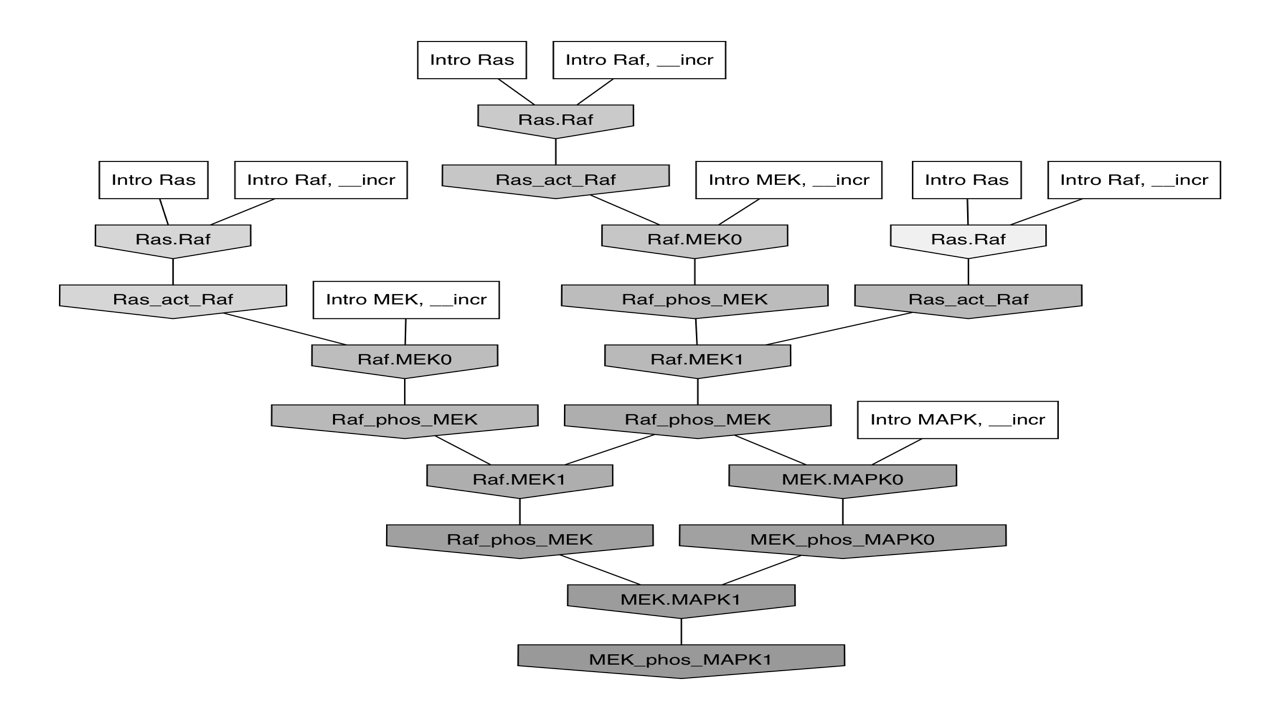 Intro Ras
Intro Raf, __incr
Ras.Raf
Intro Ras
Intro Raf, __incr
Ras_act_Raf
Intro MEK, __incr
Intro Ras
Intro Raf, __incr
Ras.Raf
Raf.MEK0
Ras.Raf
Ras_act_Raf
Intro MEK, __incr
Raf_phos_MEK
Ras_act_Raf
Raf.MEK0
Raf.MEK1
Raf_phos_MEK
Raf_phos_MEK
Intro MAPK, __incr
Raf.MEK1
MEK.MAPK0
Raf_phos_MEK
MEK_phos_MAPK0
MEK.MAPK1
MEK_phos_MAPK1